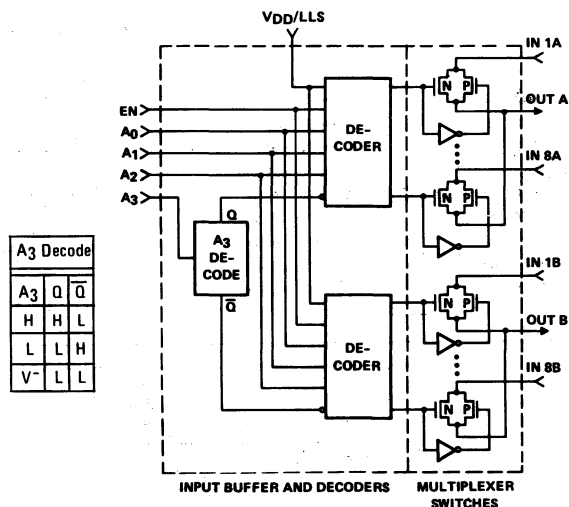 VDD/LLS
IN 1A
OUT A
IN 8A
IN 1B
OUT B
IN 8B
EN
A0
A1
A2
A3
DE-
CODER
N P
N P
Q
A3
DE-
CODE
Q̅
DE-
CODER
N P
N P
A3 Decode
A3 Q Q̅
H H L
L L H
V- L L
INPUT BUFFER AND DECODERS
MULTIPLEXER
SWITCHES